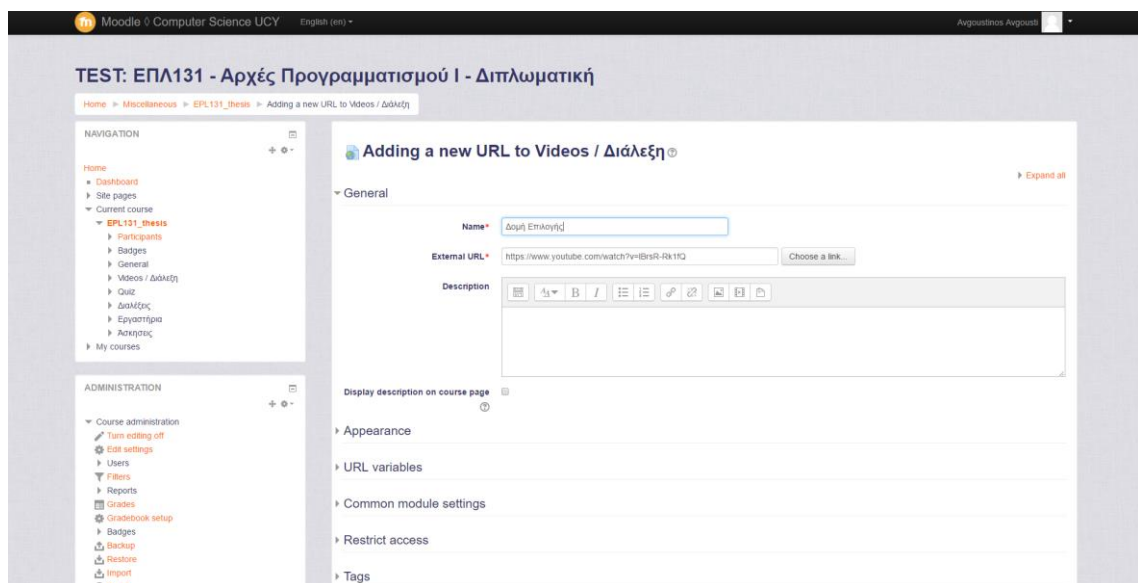 Moodle ◊ Computer Science UCY English (en)
Avgoustinos Avgousti
TEST: ΕΠΛ131 - Αρχές Προγραμματισμού Ι - Διπλωματική
Home Miscellaneous EPL131_thesis Adding a new URL to Videos / Διάλεξη
NAVIGATION
Home
Dashboard
Site pages
Current course
EPL131_thesis
Participants
Badges
General
Videos / Διάλεξη
Quiz
Διαλέξεις
Εργαστήρια
Άσκησεις
My courses
ADMINISTRATION
Course administration
Turn editing off
Edit settings
Users
Filters
Reports
Grades
Gradebook setup
Badges
Backup
Restore
Import
Adding a new URL to Videos / Διάλεξη
Expand all
General
Name* Δομή Επιλογής
External URL* https://www.youtube.com/watch?v=IBrsR-Rk1fQ Choose a link...
Description
Display description on course page
Appearance
URL variables
Common module settings
Restrict access
Tags